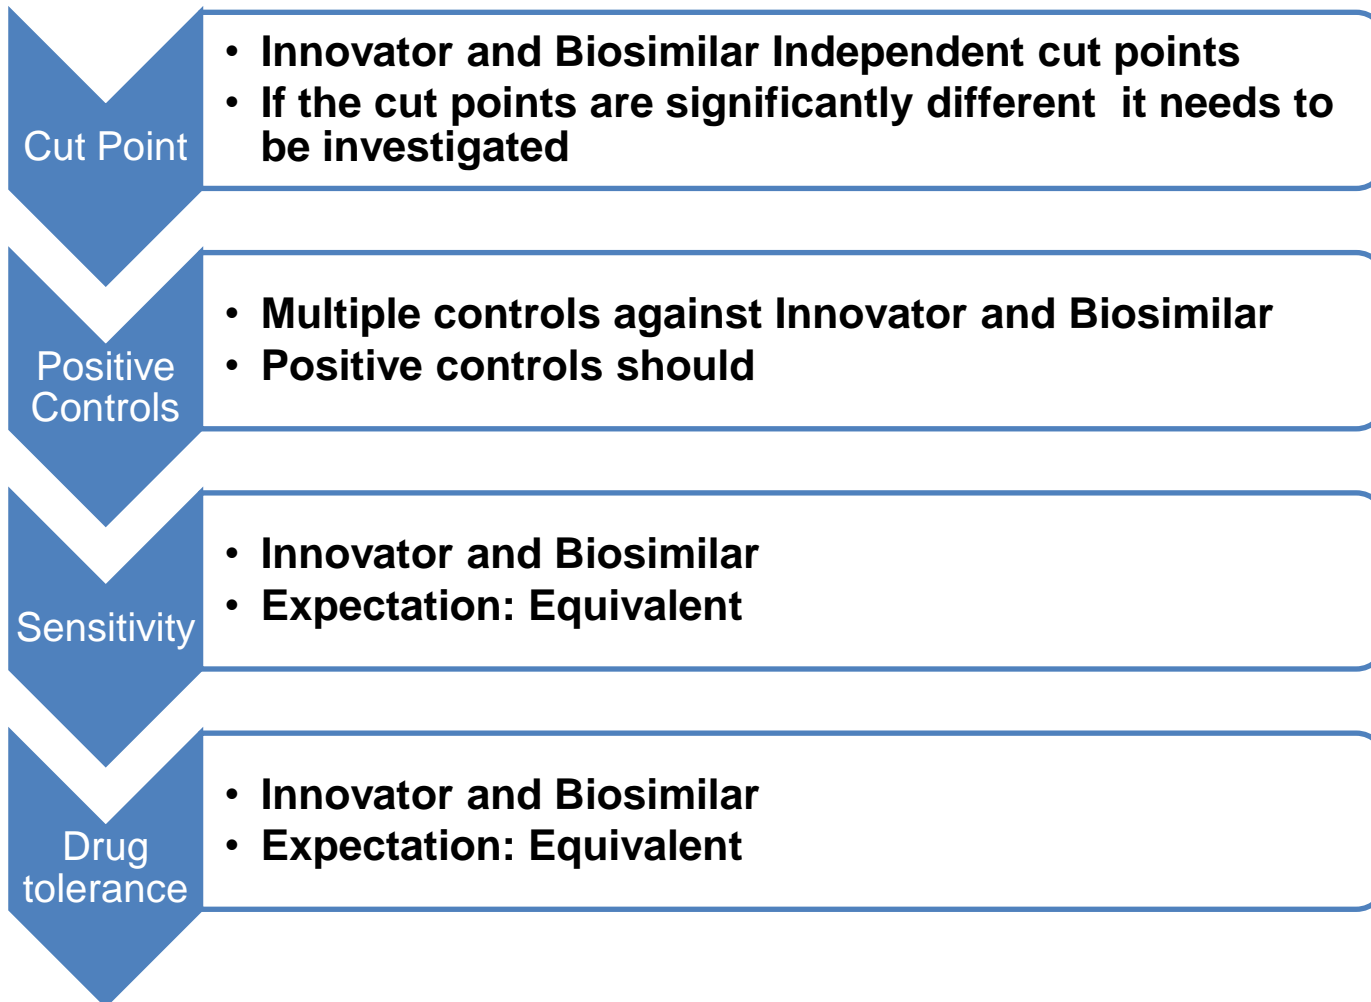 Cut Point
• Innovator and Biosimilar Independent cut points
• If the cut points are significantly different  it needs to
be investigated
Positive
Controls
• Multiple controls against Innovator and Biosimilar
• Positive controls should
Sensitivity
• Innovator and Biosimilar
• Expectation: Equivalent
Drug
tolerance
• Innovator and Biosimilar
• Expectation: Equivalent